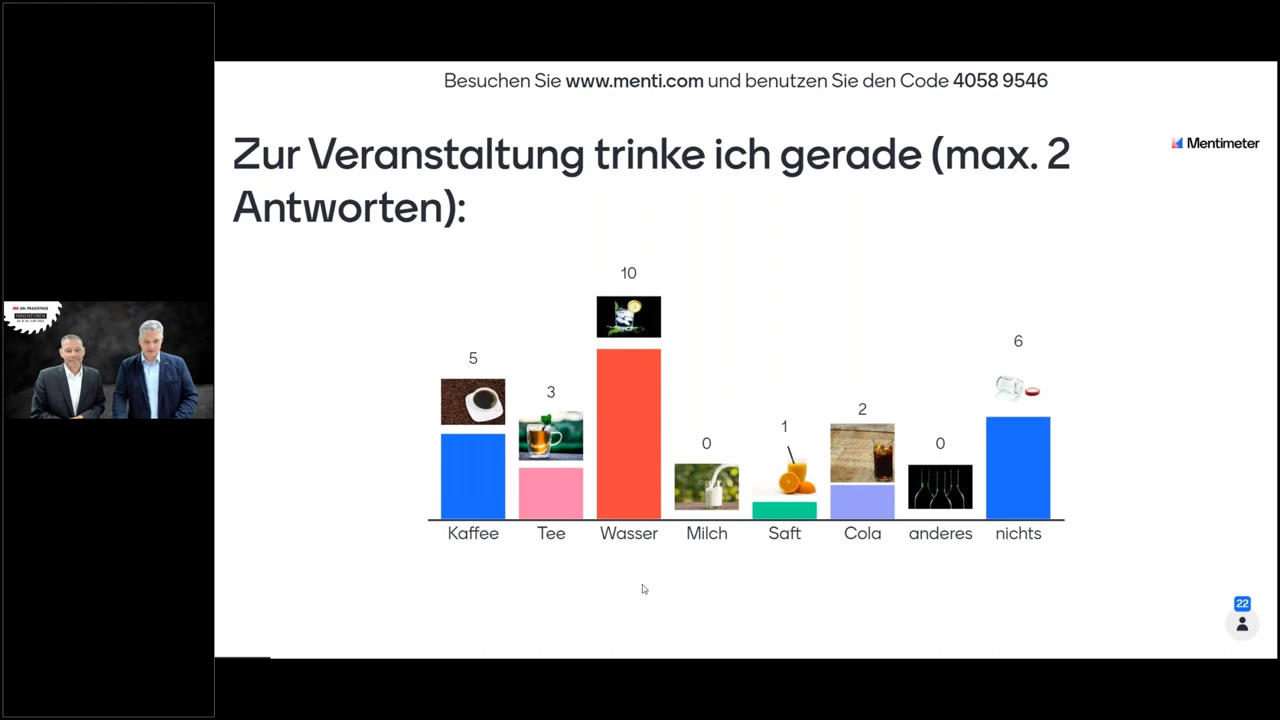 Besuchen Sie www.menti.com und benutzen Sie den Code 4058 9546
Zur Veranstaltung trinke ich gerade (max. 2
Antworten):
Mentimeter
10
6
5
3
2
1
0
0
Kaffee Tee Wasser Milch Saft Cola anderes nichts
22